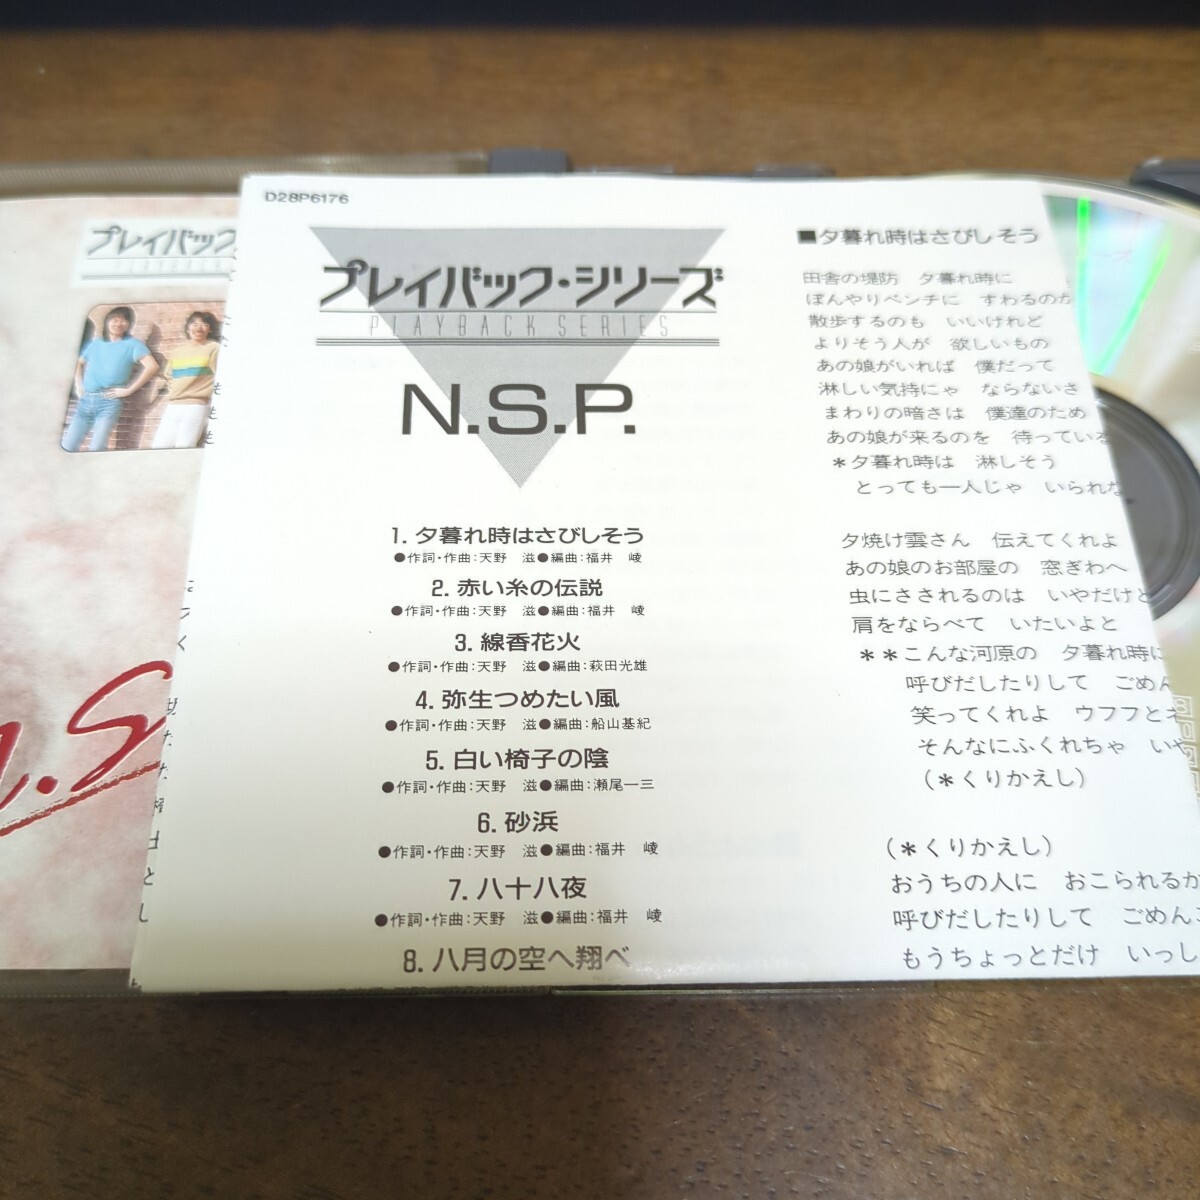 D28P6176
プレイバック・シリーズ
PLAYBACK SERIES
N.S.P.
1. 夕暮れ時はさびしそう
●作詞・作曲:天野 滋●編曲:福井 崚
2. 赤い糸の伝説
●作詞・作曲:天野 滋●編曲:福井 崚
3. 線香花火
●作詞・作曲:天野 滋●編曲:萩田光雄
4. 弥生つめたい風
●作詞・作曲:天野 滋●編曲:船山基紀
5. 白い椅子の陰
●作詞・作曲:天野 滋●編曲:瀬尾一三
6. 砂浜
●作詞・作曲:天野 滋●編曲:福井 崚
7. 八十八夜
●作詞・作曲:天野 滋●編曲:福井 崚
8. 八月の空へ翔べ
■夕暮れ時はさびしそう
田舎の堤防 夕暮れ時に
ぼんやりベンチに すわるのか
散歩するのも いいけれど
よりそう人が 欲しいもの
あの娘がいれば 僕だって
淋しい気持にゃ ならないさ
まわりの暗さは 僕達のため
あの娘が来るのを 待っている
*夕暮れ時は 淋しそう
とっても一人じゃ いられな
夕焼け雲さん 伝えてくれよ
あの娘のお部屋の 窓ぎわへ
虫にさされるのは いやだけと
肩をならべて いたいよと
**こんな河原の 夕暮れ時に
呼びだしたりして ごめん
笑ってくれよ ウフフとネ
そんなにふくれちゃ いや
(*くりかえし)
(*くりかえし)
おうちの人に おこられるか
呼びだしたりして ごめん
もうちょっとだけ いっし
プレイバック
PLAYBACK